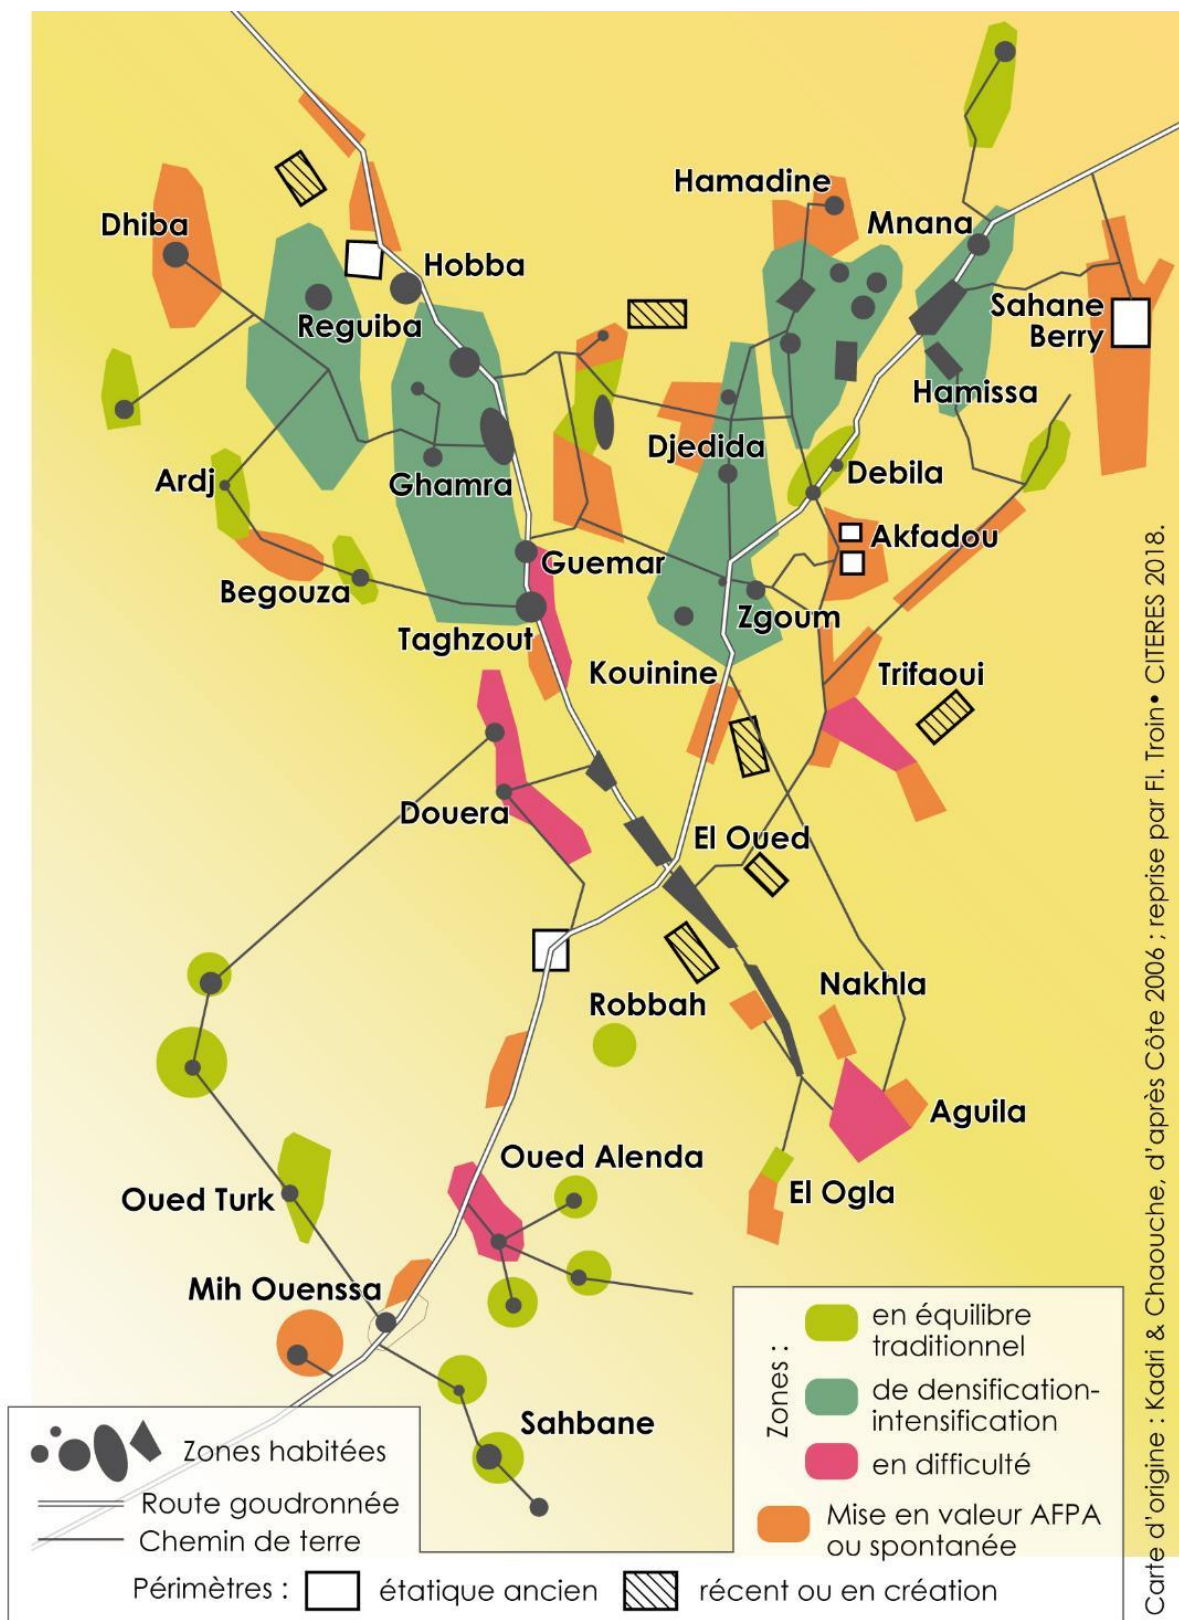 Hamadine
Mnana
Dhiba
Hobba
Reguiba
Sahane
Berry
Hamissa
Djedida
Debila
Ardj
Ghamra
Akfadou
Guemar
Begouza
Zgoum
Taghzout
Kouinine
Trifaoui
Douera
El Oued
Robbah
Nakhla
Aguila
Oued Alenda
El Ogla
Oued Turk
Mih Ouenssa
Sahbane
Zones :
en équilibre
traditionnel
de densification-
intensification
en difficulté
Mise en valeur AFPA
ou spontanée
Zones habitées
Route goudronnée
Chemin de terre
Périmètres :
étatique ancien
récent ou en création
Carte d'origine : Kadri & Chaouche, d'après Côte 2006 ; reprise par Fl. Troin• CITERES 2018.